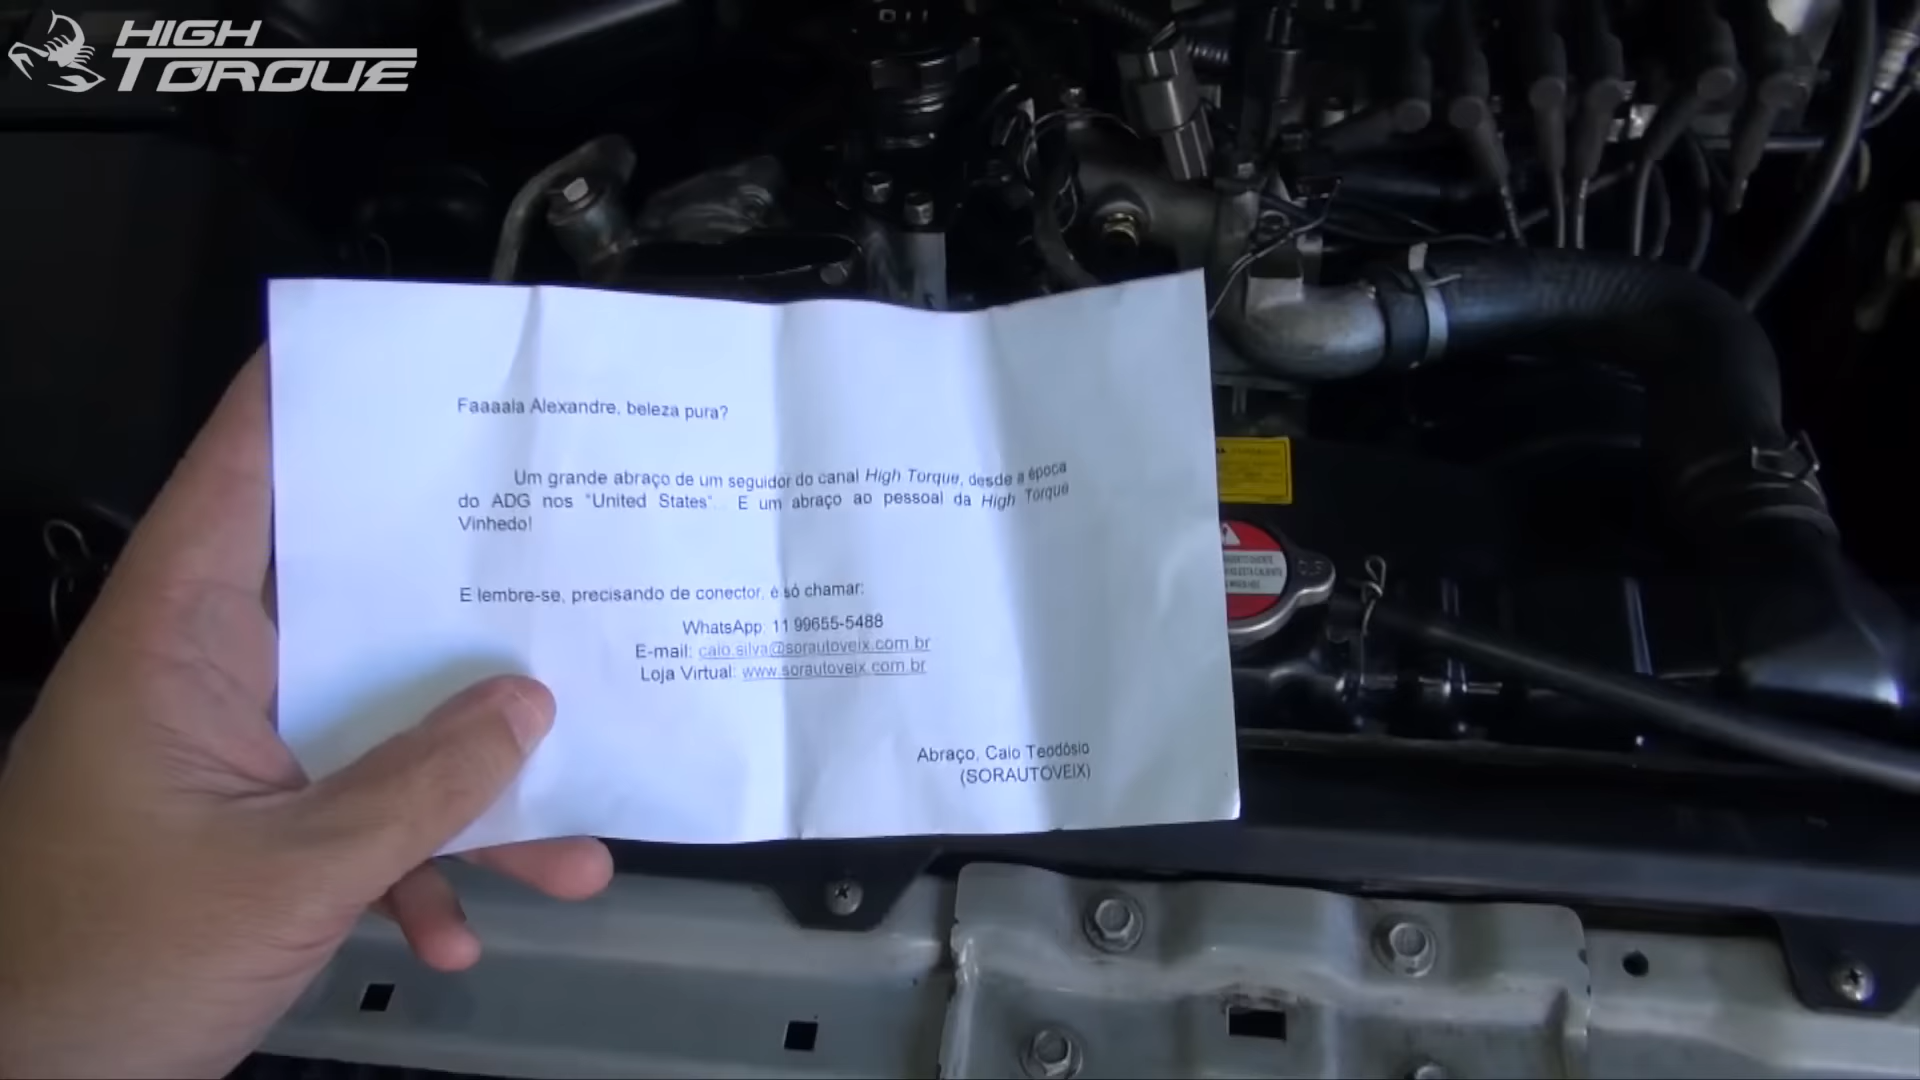 HIGH
TORQUE
Faaaala Alexandre, beleza pura?
Um grande abraço de um seguidor do canal High Torque, desde a época
do ADG nos "United States". E um abraço ao pessoal da High Torque
Vinhedo!
E lembre-se, precisando de conector, é só chamar:
WhatsApp: 11 99655-5488
E-mail: caio.silva@sorautoveix.com.br
Loja Virtual: www.sorautoveix.com.br
Abraço, Caio Teodósio
(SORAUTOVEIX)